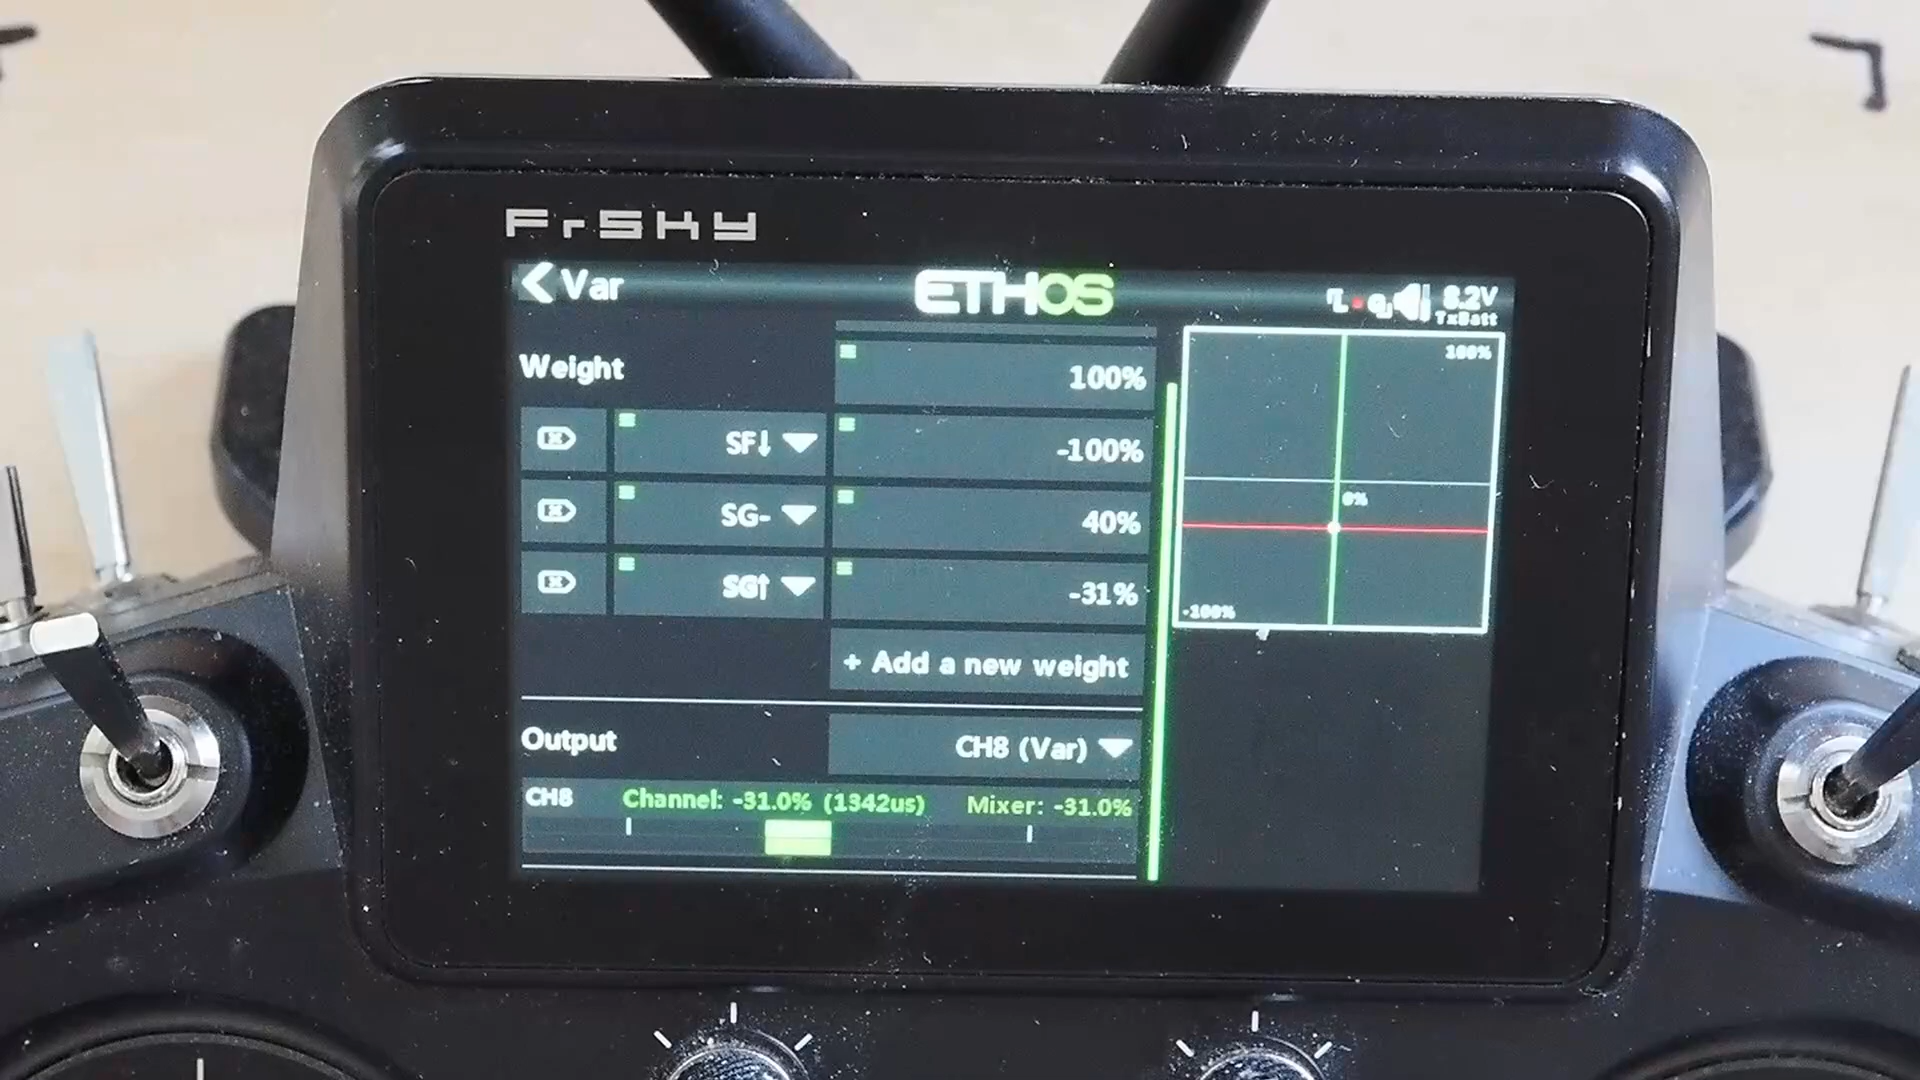 FrSKY
Var
ETHOS
8.2V
TxBatt
Weight
100%
SF↓ -100%
SG- 40%
SG↑ -31%
+ Add a new weight
Output
CH8 (Var)
CH8 Channel: -31.0% (1342us) Mixer: -31.0%
100%
0%
-100%